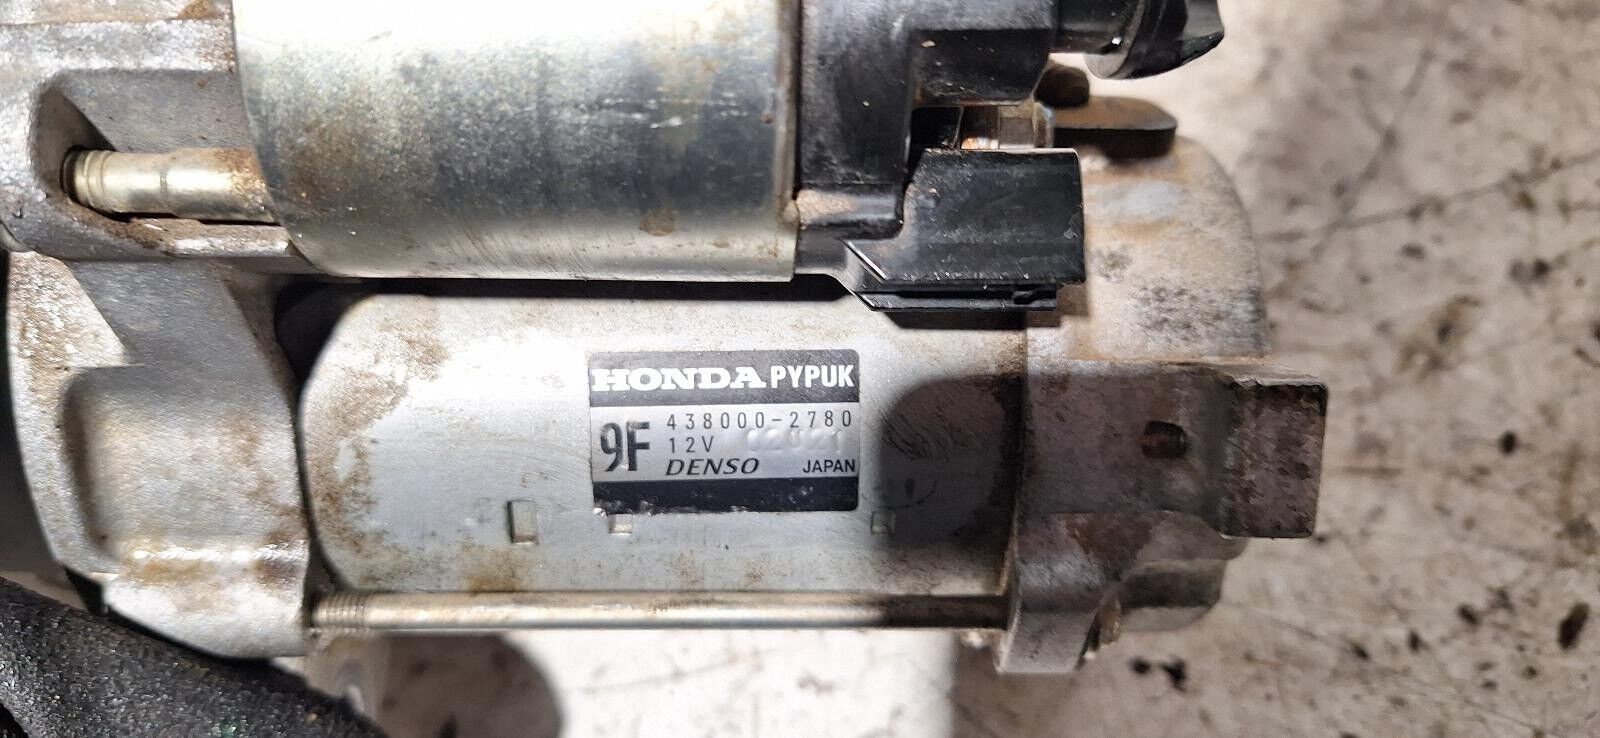 HONDA PYPUK
9F 438000-2780
12V
DENSO JAPAN